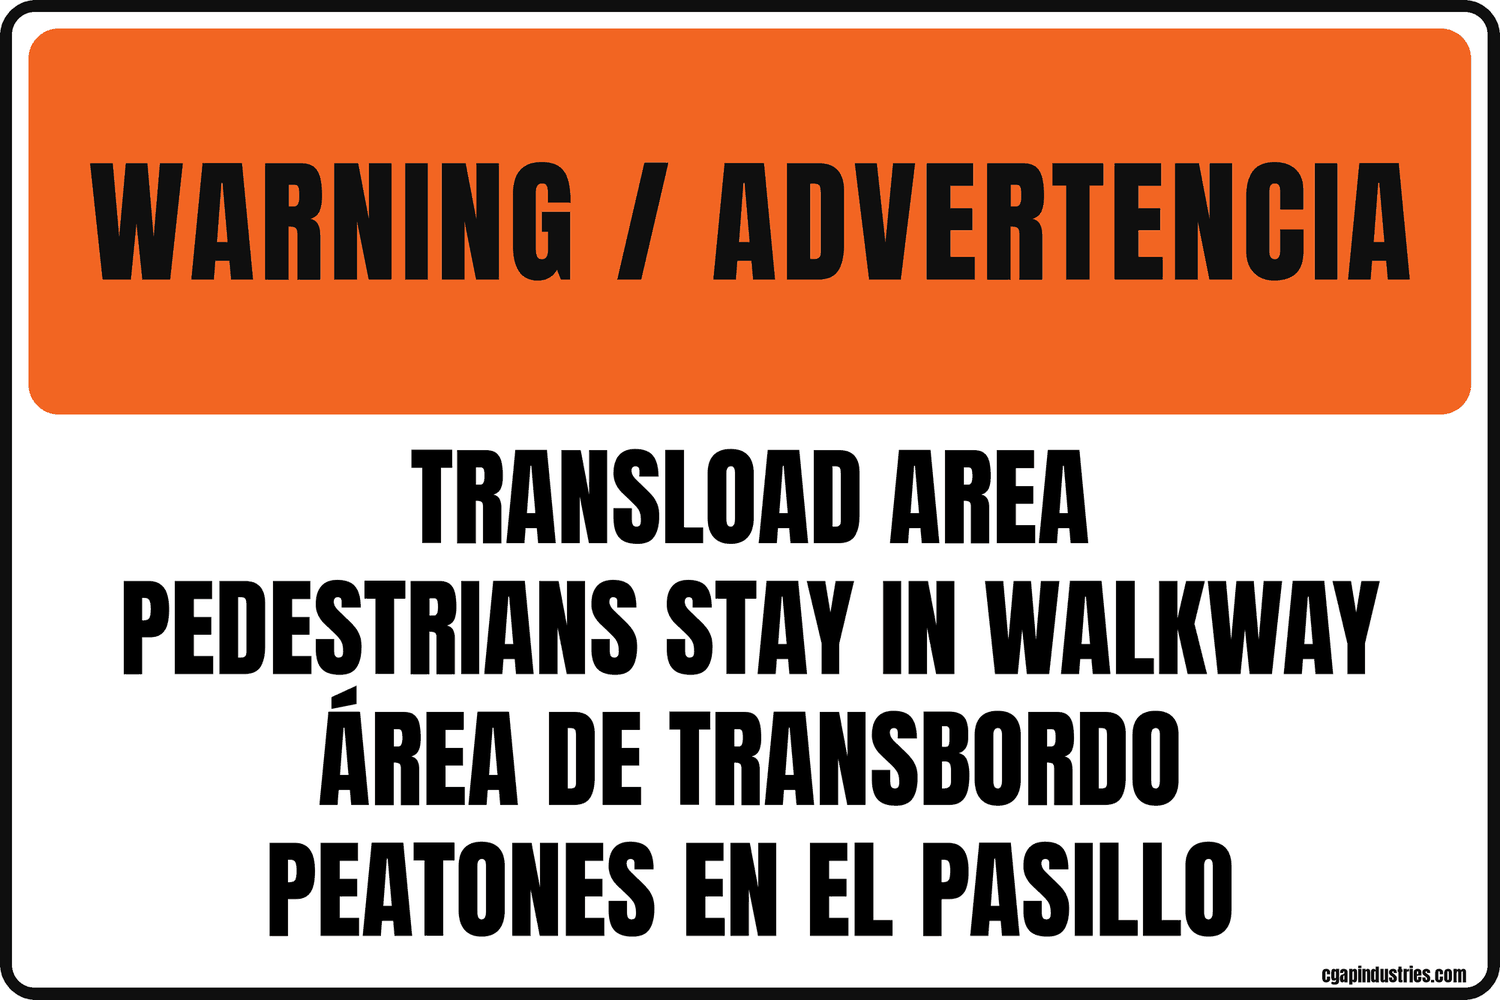 WARNING / ADVERTENCIA
TRANSLOAD AREA
PEDESTRIANS STAY IN WALKWAY
ÁREA DE TRANSBORDO
PEATONES EN EL PASILLO
cgapindustries.com